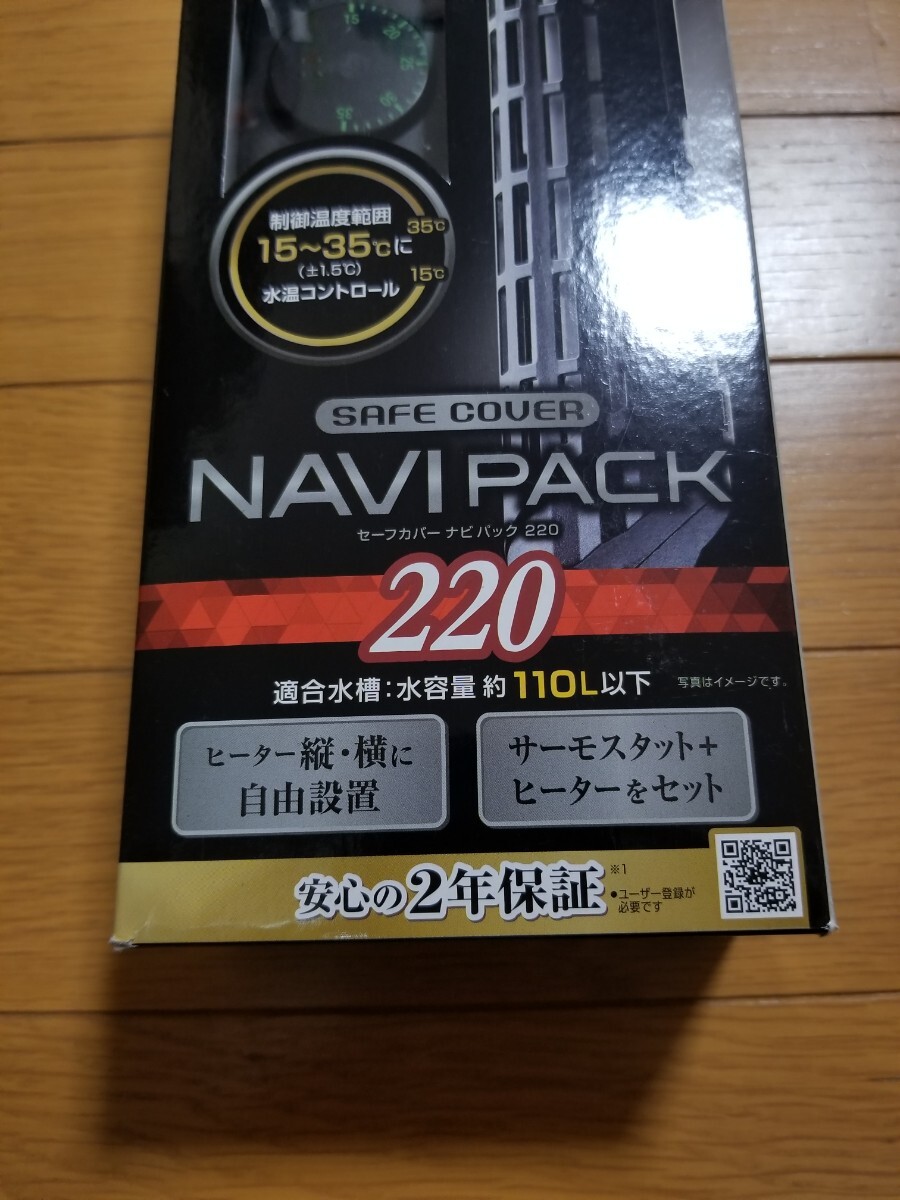 15
20
30
35
制御温度範囲
35℃
15〜35℃に
(±1.5℃)
15℃
水温コントロール
SAFE COVER
NAVIPACK
セーフカバー ナビパック 220
220
適合水槽:水容量 約110L以下
写真はイメージです。
ヒーター縦・横に
自由設置
サーモスタット+
ヒーターをセット
安心の2年保証
※1
●ユーザー登録が
必要です